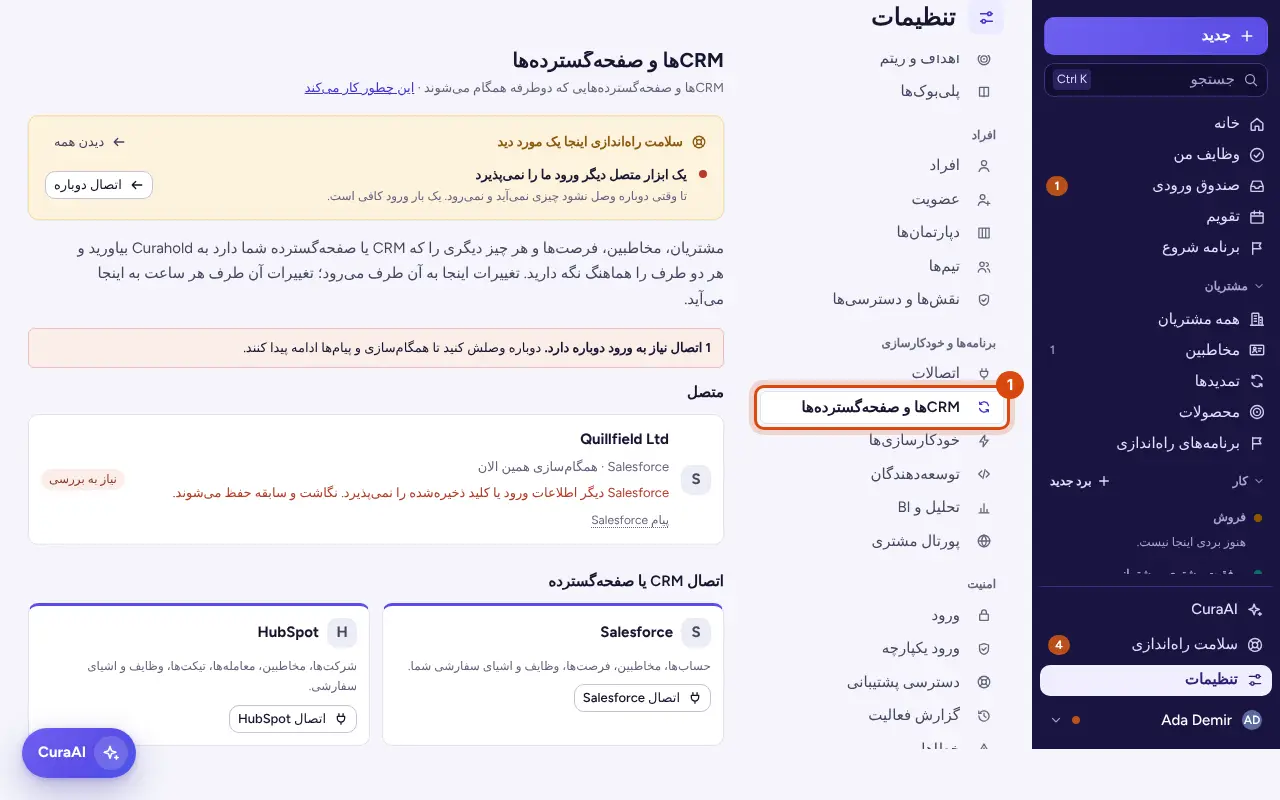 جدید
جستجو
Ctrl K
خانه
وظایف من
صندوق ورودی
1
تقویم
برنامه شروع
مشتریان
همه مشتریان
مخاطبین
1
تمدیدها
محصولات
برنامه‌های راه‌اندازی
کار
برد جدید
فروش
هنوز بردی اینجا نیست.
CuraAI
سلامت راه‌اندازی
4
تنظیمات
Ada Demir
AD
تنظیمات
اهداف و ریتم
پلی‌بوک‌ها
افراد
افراد
عضویت
دپارتمان‌ها
تیم‌ها
نقش‌ها و دسترسی‌ها
برنامه‌ها و خودکارسازی
اتصالات
1
CRMها و صفحه‌گسترده‌ها
خودکارسازی‌ها
توسعه‌دهندگان
تحلیل و BI
پورتال مشتری
امنیت
ورود
ورود یکپارچه
دسترسی پشتیبانی
گزارش فعالیت
CRMها و صفحه‌گسترده‌ها
CRMها و صفحه‌گسترده‌هایی که دوطرفه همگام می‌شوند · این چطور کار می‌کند
سلامت راه‌اندازی اینجا یک مورد دید
دیدن همه
یک ابزار متصل دیگر ورود ما را نمی‌پذیرد
تا وقتی دوباره وصل نشود چیزی نمی‌آید و نمی‌رود. یک بار ورود کافی است.
اتصال دوباره
مشتریان، مخاطبین، فرصت‌ها و هر چیز دیگری را که CRM یا صفحه‌گسترده شما دارد به Curahold بیاورید و
هر دو طرف را هماهنگ نگه دارید. تغییرات اینجا به آن طرف می‌رود؛ تغییرات آن طرف هر ساعت به اینجا
می‌آید.
1 اتصال نیاز به ورود دوباره دارد. دوباره وصلش کنید تا همگام‌سازی و پیام‌ها ادامه پیدا کنند.
متصل
S
Quillfield Ltd
Salesforce · همگام‌سازی همین الان
Salesforce دیگر اطلاعات ورود یا کلید ذخیره‌شده را نمی‌پذیرد. نگاشت و سابقه حفظ می‌شوند.
پیام Salesforce
نیاز به بررسی
اتصال CRM یا صفحه‌گسترده
S
Salesforce
حساب‌ها، مخاطبین، فرصت‌ها، وظایف و اشیای سفارشی شما.
اتصال Salesforce
H
HubSpot
شرکت‌ها، مخاطبین، معامله‌ها، تیکت‌ها، وظایف و اشیای
سفارشی.
اتصال HubSpot
CuraAI